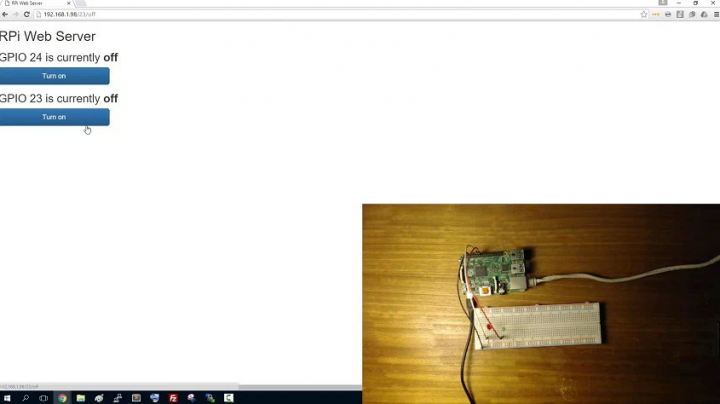 RPi Web Server
192.168.1.98/23/off
RPi Web Server
GPIO 24 is currently off
Turn on
GPIO 23 is currently off
Turn on